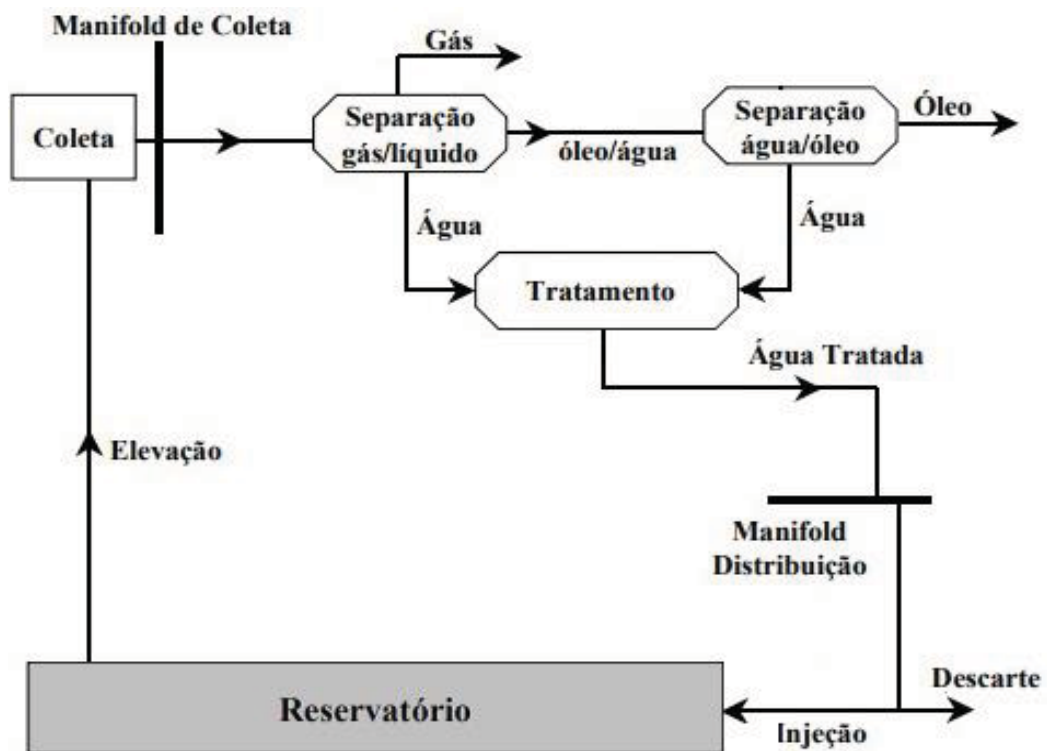 Manifold de Coleta
Gás
Coleta
Separação
gás/líquido
óleo/água
Separação
água/óleo
Óleo
Água
Água
Tratamento
Água Tratada
Elevação
Manifold
Distribuição
Reservatório
Descarte
Injeção